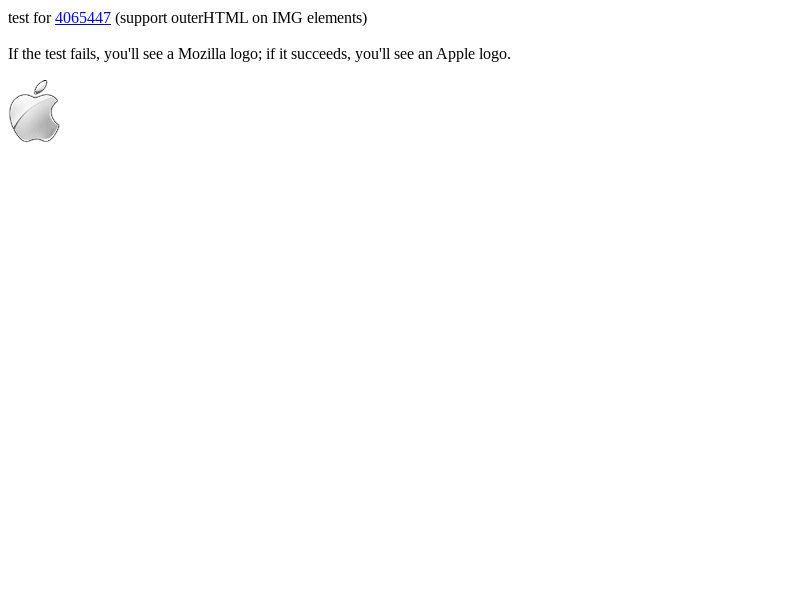 test for 4065447 (support outerHTML on IMG elements)
If the test fails, you'll see a Mozilla logo; if it succeeds, you'll see an Apple logo.